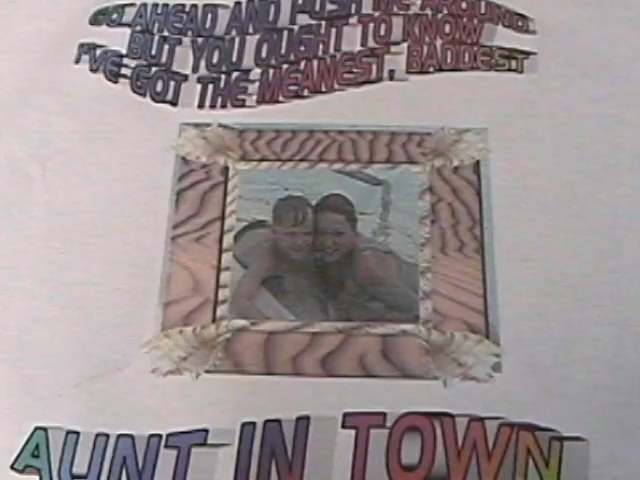 GO AHEAD AND PUSH ME AROUND.
BUT YOU OUGHT TO KNOW
I'VE GOT THE MEANEST, BADDEST
AUNT IN TOWN